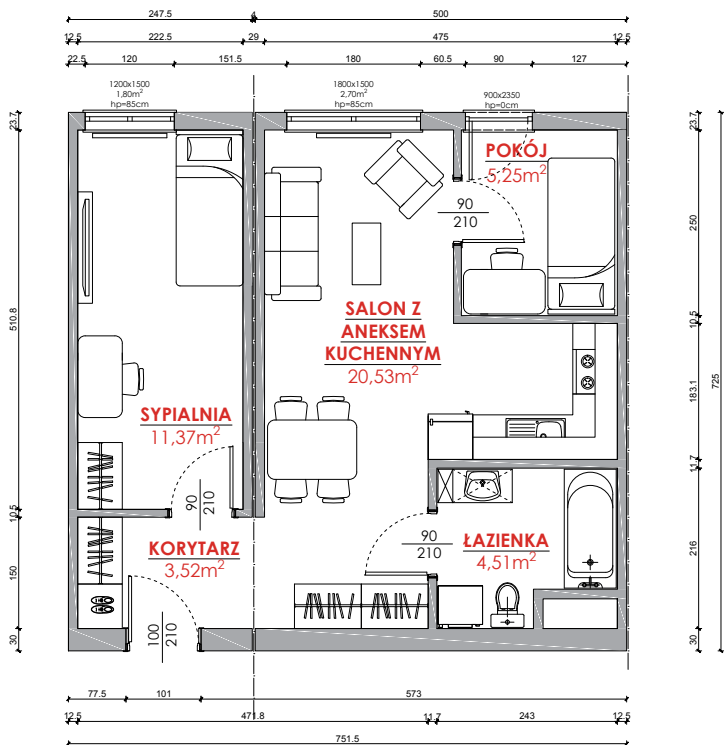 247.5
4
500
12.5
222.5
29
475
12.5
22.5
120
151.5
180
60.5
90
127
1200x1500
1,80m²
hp=85cm
1800x1500
2,70m²
hp=85cm
900x2350
hp=0cm
23.7
510.8
10.5
150
30
POKÓJ
5,25m²
90
210
SALON Z
ANEKSEM
KUCHENNYM
20,53m²
SYPIALNIA
11,37m²
90
210
KORYTARZ
3,52m²
90
210
ŁAZIENKA
4,51m²
100
210
23.7
250
10.5
183.1
11.7
216
30
725
77.5
101
573
12.5
471.8
11.7
243
12.5
751.5